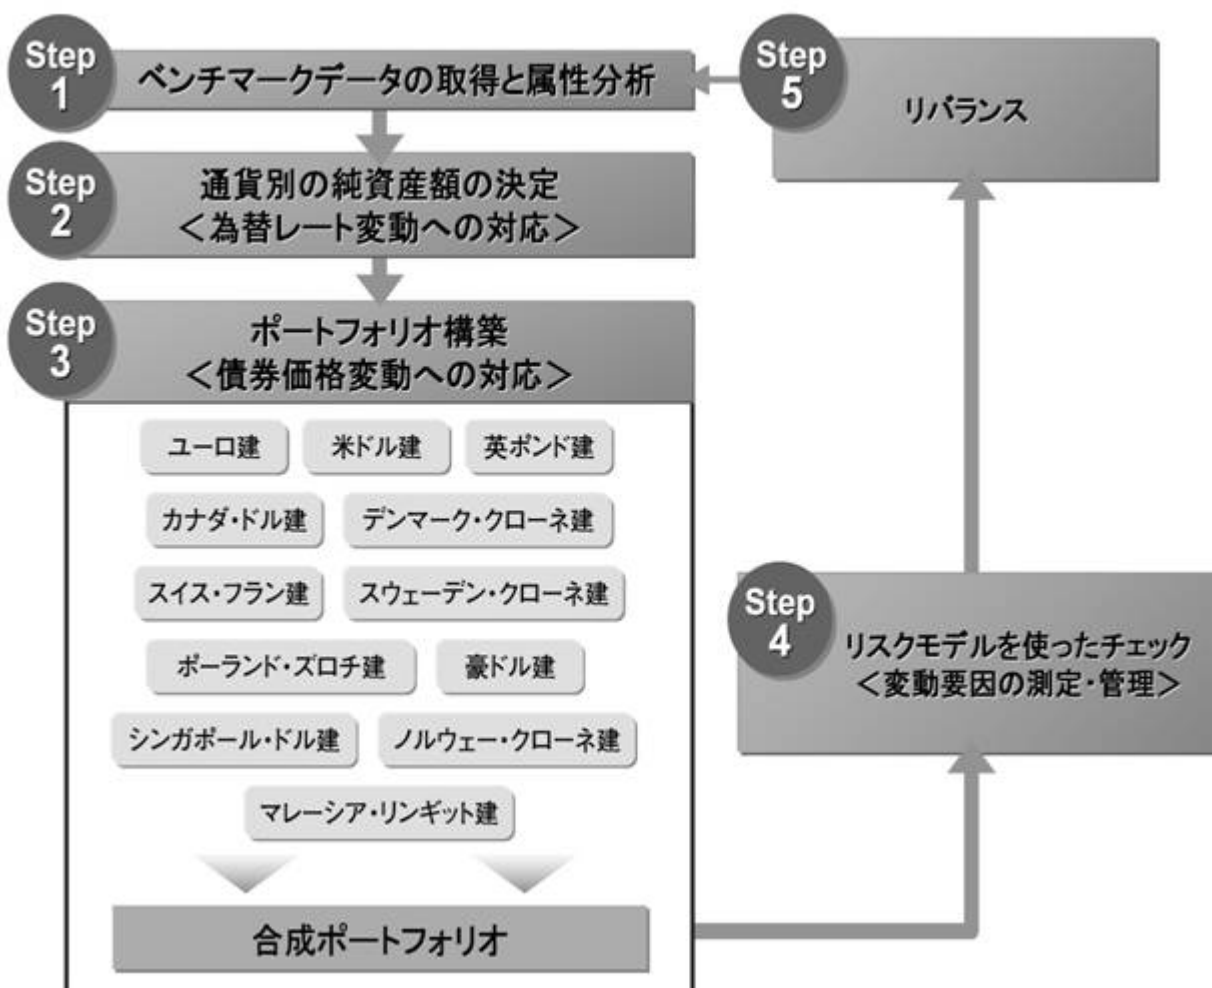 Step
1
ベンチマークデータの取得と属性分析
Step
2
通貨別の純資産額の決定
＜為替レート変動への対応＞
Step
3
ポートフォリオ構築
＜債券価格変動への対応＞
ユーロ建
米ドル建
英ポンド建
カナダ・ドル建
デンマーク・クローネ建
スイス・フラン建
スウェーデン・クローネ建
ポーランド・ズロチ建
豪ドル建
シンガポール・ドル建
ノルウェー・クローネ建
マレーシア・リンギット建
合成ポートフォリオ
Step
4
リスクモデルを使ったチェック
＜変動要因の測定・管理＞
Step
5
リバランス